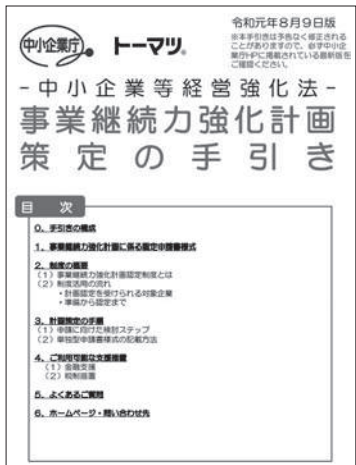 中小企業庁
トーマツ.
令和元年８月９日版
※本手引きは予告なく修正される
ことがありますので、必ず中小企
業庁HPに掲載されている最新版を
ご確認ください。
-中小企業等経営強化法-
事業継続力強化計画
策定の手引き
目 次
０．手引きの構成
１．事業継続力強化計画に係る認定申請書様式
２．制度の概要
（１）事業継続力強化計画認定制度とは
（２）制度活用の流れ
・計画認定を受けられる対象企業
・準備から認定まで
３．計画策定の手順
（１）申請に向けた検討ステップ
（２）単独型申請書様式の記載方法
４．ご利用可能な支援措置
（１）金融支援
（２）税制措置
５．よくあるご質問
６．ホームページ・問い合わせ先